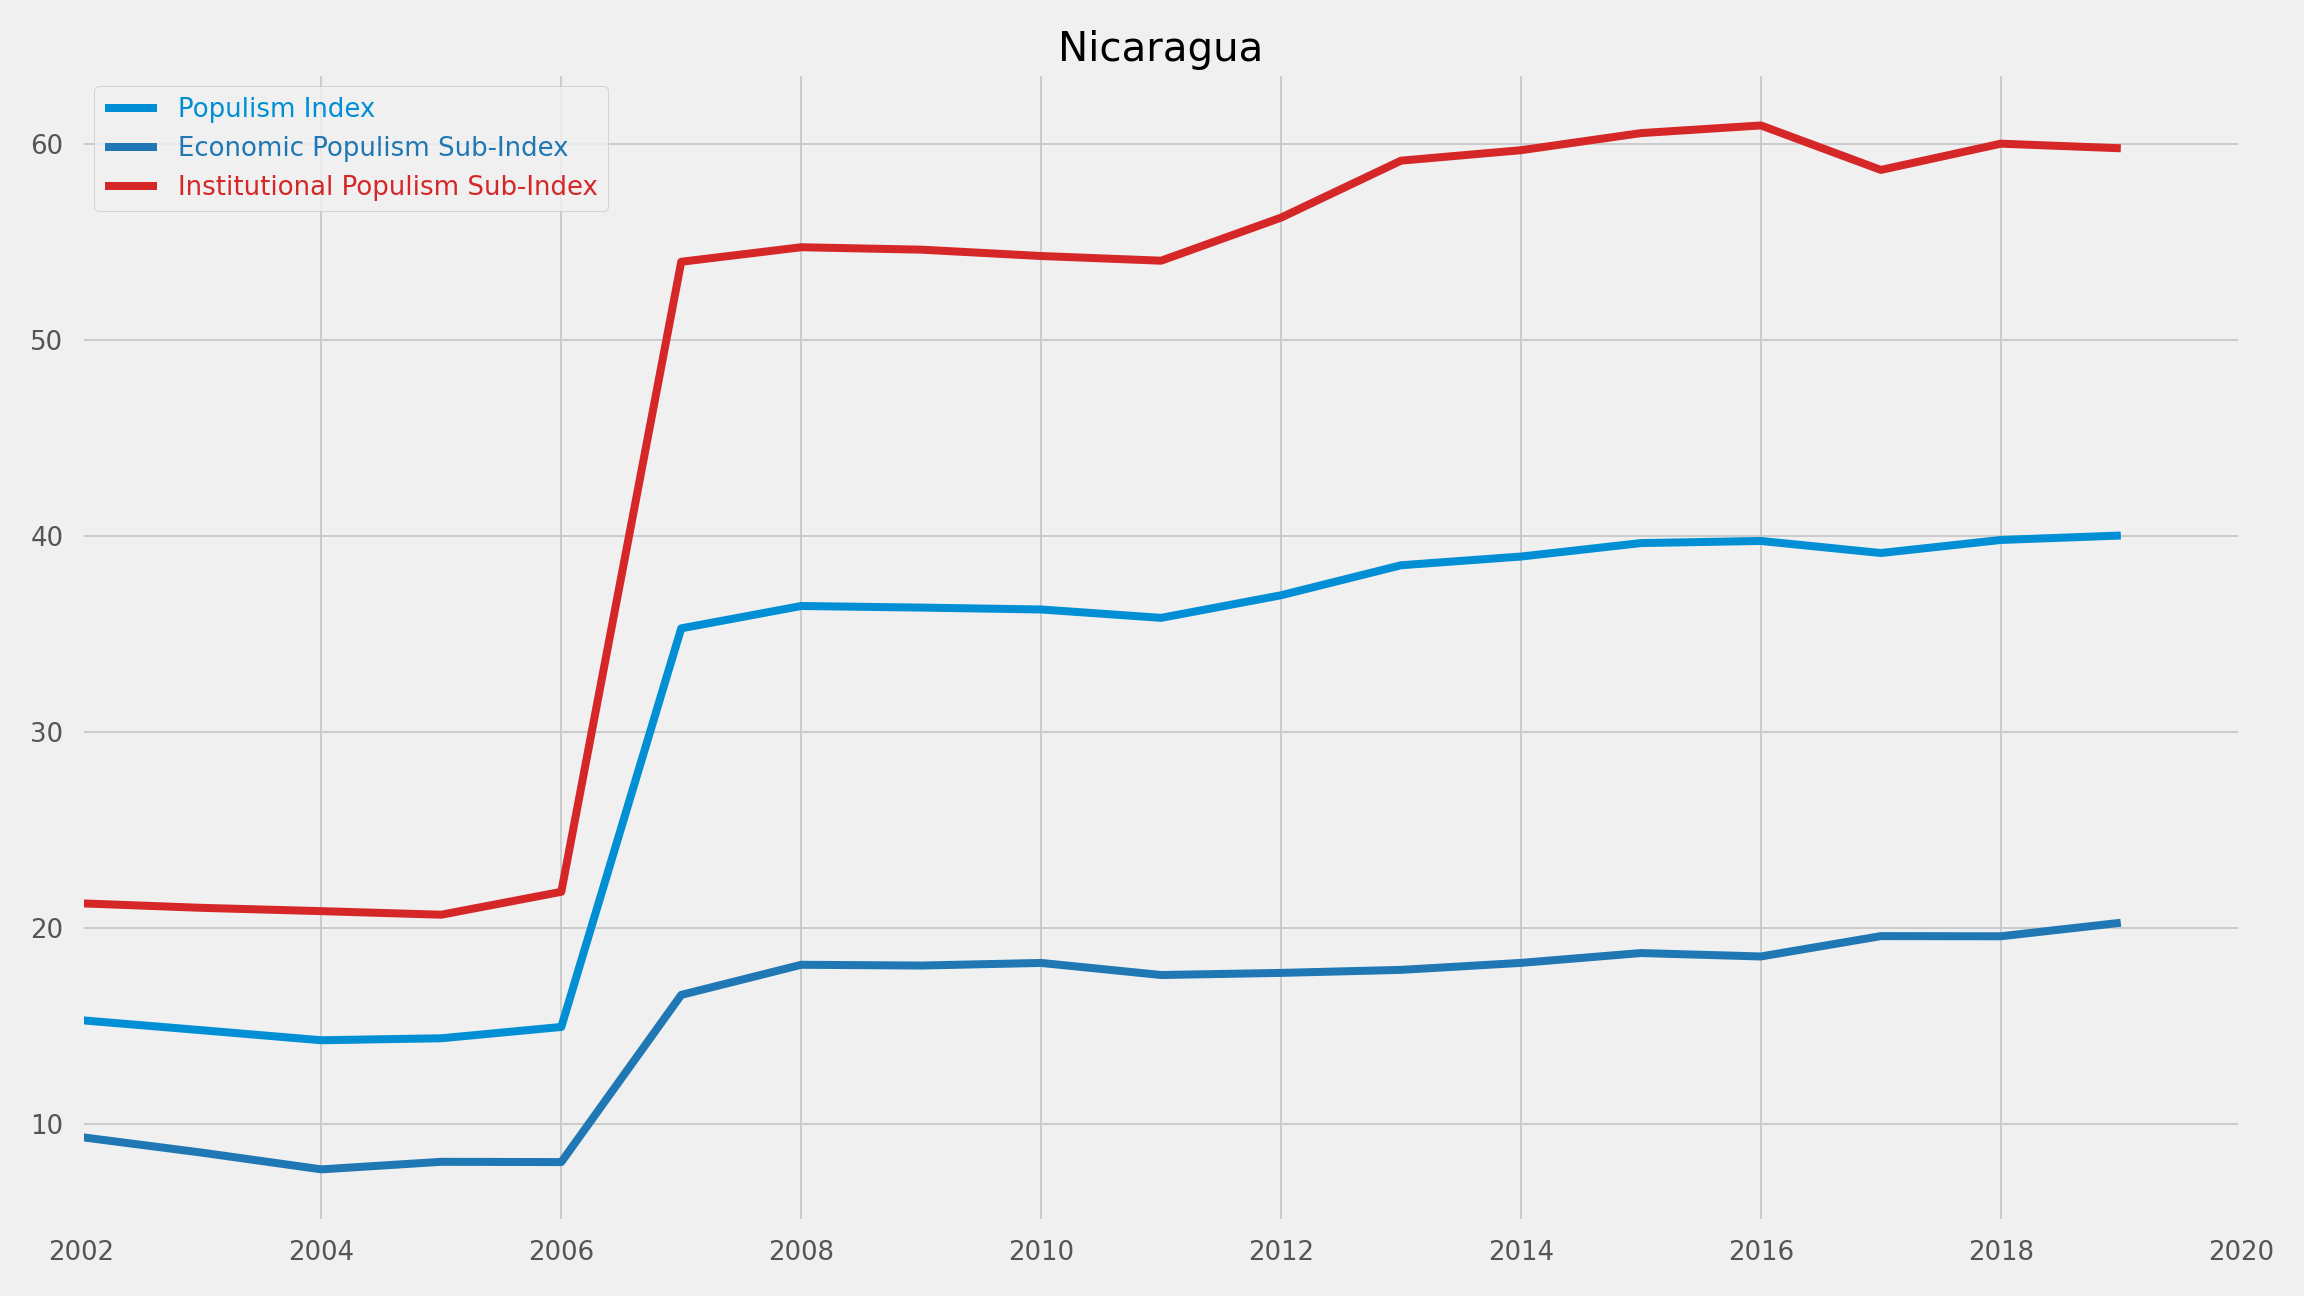 Nicaragua
Populism Index
Economic Populism Sub-Index
Institutional Populism Sub-Index
60
50
40
30
20
10
2002 2004 2006 2008 2010 2012 2014 2016 2018 2020